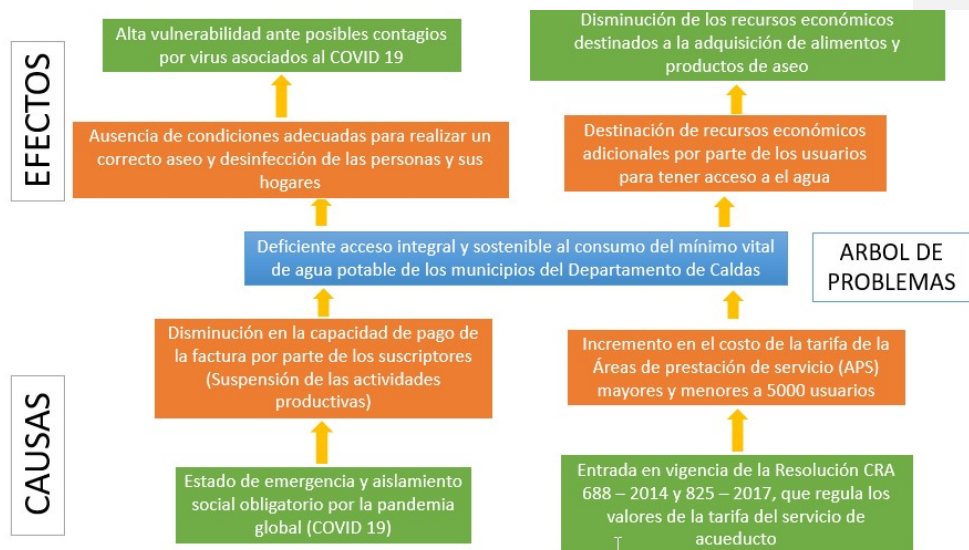 EFECTOS
Alta vulnerabilidad ante posibles contagios
por virus asociados al COVID 19
Disminución de los recursos económicos
destinados a la adquisición de alimentos y
productos de aseo
Ausencia de condiciones adecuadas para realizar un
correcto aseo y desinfección de las personas y sus
hogares
Destinación de recursos económicos
adicionales por parte de los usuarios
para tener acceso a el agua
Deficiente acceso integral y sostenible al consumo del mínimo vital
de agua potable de los municipios del Departamento de Caldas
ARBOL DE
PROBLEMAS
CAUSAS
Disminución en la capacidad de pago de
la factura por parte de los suscriptores
(Suspensión de las actividades
productivas)
Incremento en el costo de la tarifa de la
Áreas de prestación de servicio (APS)
mayores y menores a 5000 usuarios
Estado de emergencia y aislamiento
social obligatorio por la pandemia
global (COVID 19)
Entrada en vigencia de la Resolución CRA
688 – 2014 y 825 – 2017, que regula los
valores de la tarifa del servicio de
acueducto